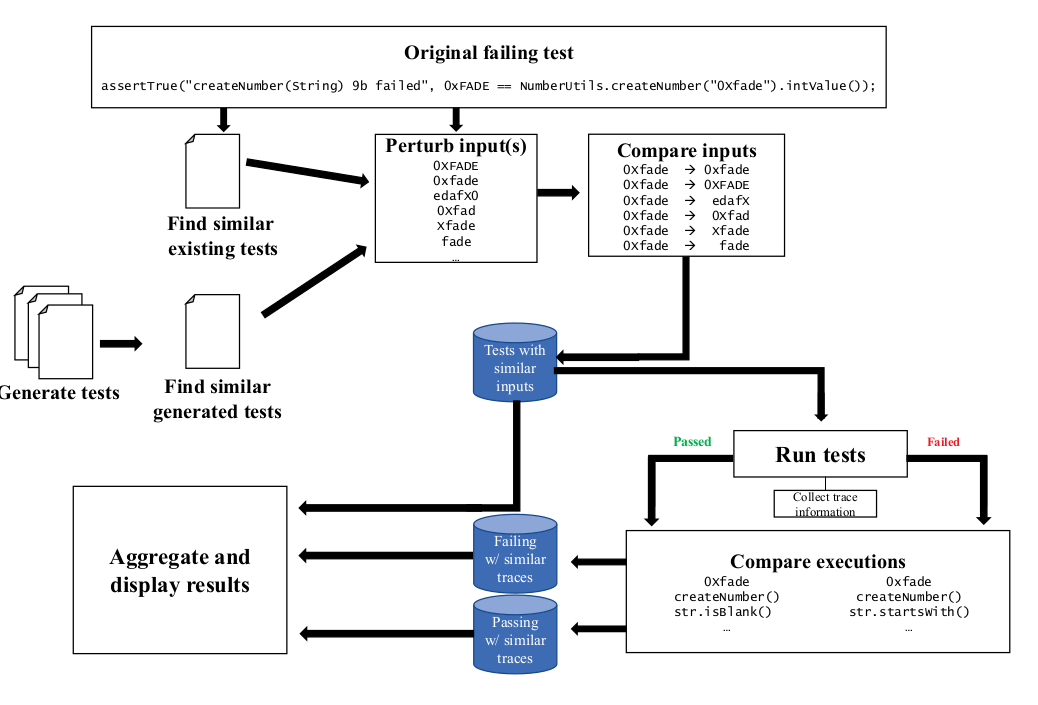 Original failing test
assertTrue("createNumber(String) 9b failed", 0xFADE == NumberUtils.createNumber("0Xfade").intValue());
Perturb input(s)
0XFADE
0xfade
edafX0
0Xfad
Xfade
fade
…
Compare inputs
0Xfade → 0xfade
0Xfade → 0XFADE
0Xfade → edafX
0Xfade → 0Xfad
0Xfade → Xfade
0Xfade → fade
Find similar
existing tests
Generate tests
Find similar
generated tests
Tests with
similar
inputs
Passed
Run tests
Failed
Collect trace
information
Aggregate and
display results
Failing
w/ similar
traces
Passing
w/ similar
traces
Compare executions
0Xfade 0xfade
createNumber() createNumber()
str.isBlank() str.startsWith()
… …